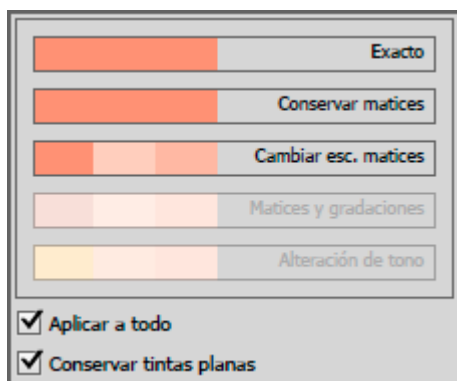 Exacto
Conservar matices
Cambiar esc. matices
Matices y gradaciones
Alteración de tono
Aplicar a todo
Conservar tintas planas